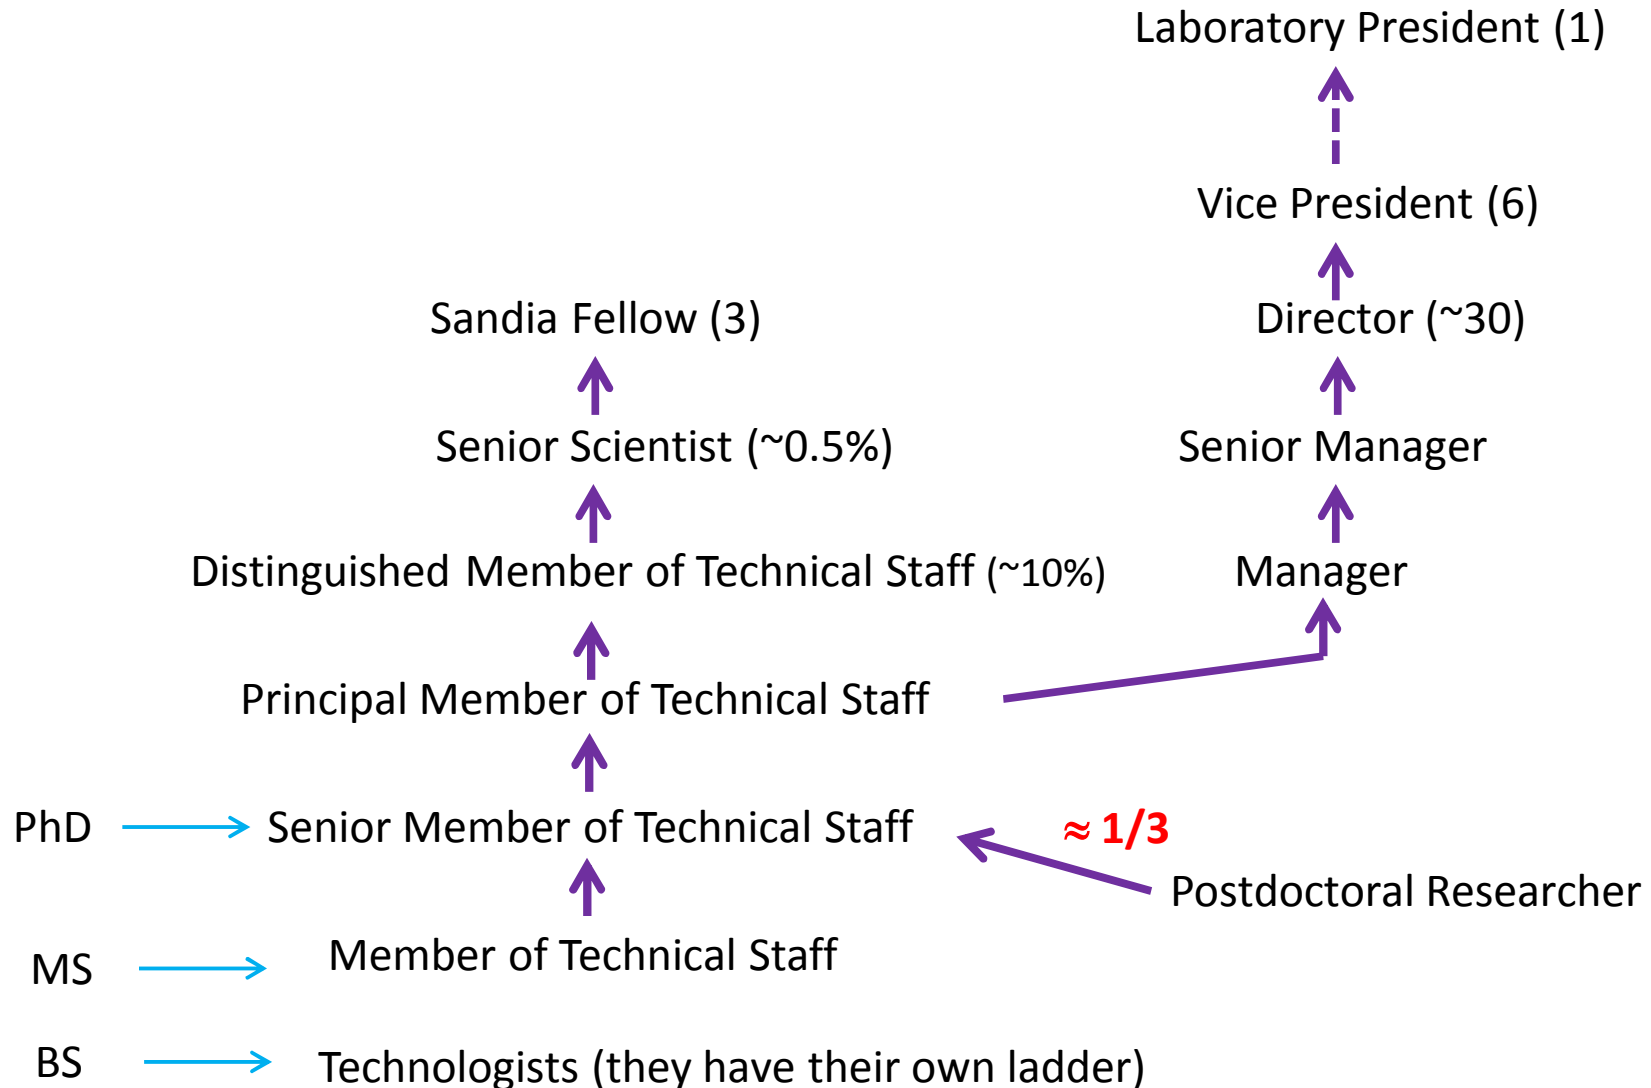 Laboratory President (1)
Vice President (6)
Sandia Fellow (3)
Director (~30)
Senior Scientist (~0.5%)
Senior Manager
Distinguished Member of Technical Staff (~10%)
Manager
Principal Member of Technical Staff
PhD
Senior Member of Technical Staff
≈ 1/3
Postdoctoral Researcher
MS
Member of Technical Staff
BS
Technologists (they have their own ladder)